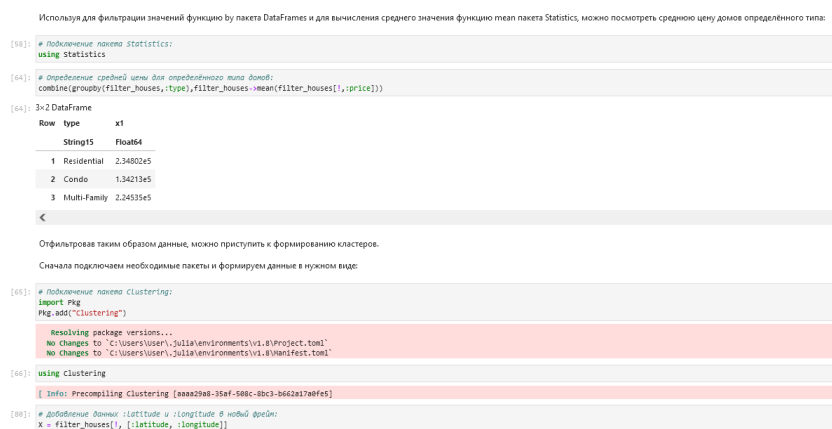 Используя для фильтрации значений функцию by пакета DataFrames и для вычисления среднего значения функцию mean пакета Statistics, можно посмотреть среднюю цену домов определённого типа:
[58]: # Подключение пакета Statistics:
using Statistics
[64]: # Определение средней цены для определённого типа домов:
combine(groupby(filter_houses,:type),filter_houses->mean(filter_houses[!,:price]))
[64]: 3×2 DataFrame
Row type x1
String15 Float64
1 Residential 2.34802e5
2 Condo 1.34213e5
3 Multi-Family 2.24535e5
Отфильтровав таким образом данные, можно приступить к формированию кластеров.
Сначала подключаем необходимые пакеты и формируем данные в нужном виде:
[65]: # Подключение пакета Clustering:
import Pkg
Pkg.add("Clustering")
Resolving package versions...
No Changes to `C:\Users\User\.julia\environments\v1.8\Project.toml`
No Changes to `C:\Users\User\.julia\environments\v1.8\Manifest.toml`
[66]: using Clustering
[ Info: Precompiling Clustering [aaaa29a8-35af-508c-8bc3-b662a17a0fe5]
[80]: # Добавление данных :latitude и :longitude в новый фрейм:
X = filter_houses[!, [:latitude, :longitude]]